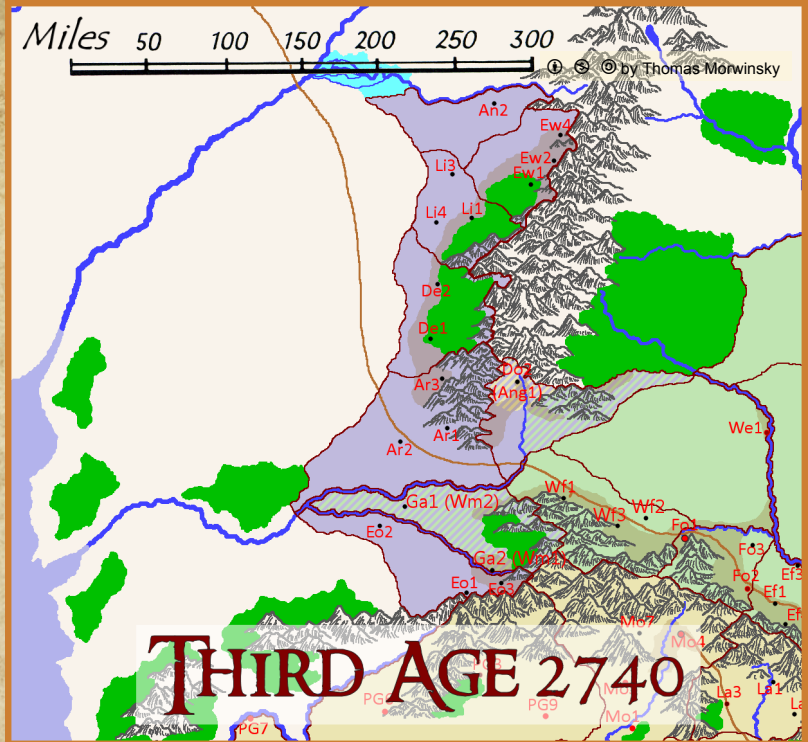 Miles 50 100 150 200 250 300
by Thomas Morwinsky
An2
Ew4
Ew2
Li3
Ew1
Li4 Li1
De2
De1
Do2
Ar3 (Ang1)
We1
Ar1
Ar2
Wf1
Ga1 (Wm2)
Wf2
Wf3
Fo1
Eo2
Fo3
Ga2 (Wm1)
Ef3
Fo2
Eo1 Eo3
Ef1
Ef
Mo7
Mo4
THIRD AGE 2740
La1
La3
La
PG9
Mo1
PG7